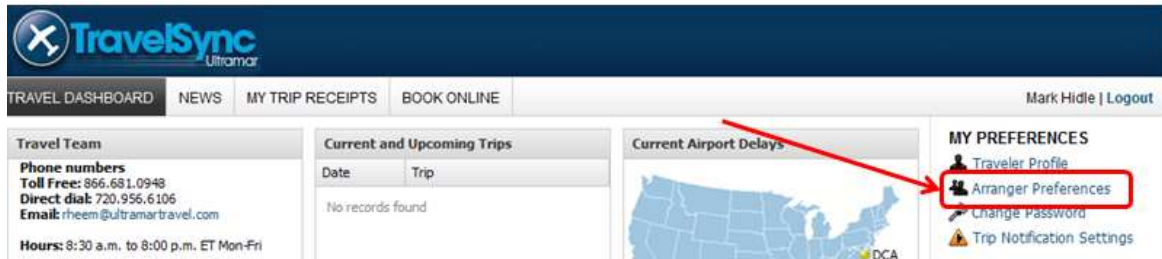 TravelSync
Ultramar
TRAVEL DASHBOARD NEWS MY TRIP RECEIPTS BOOK ONLINE Mark Hidle | Logout
Travel Team
Phone numbers
Toll Free: 866.681.0948
Direct dial: 720.956.6106
Email: rheem@ultramartravel.com
Hours: 8:30 a.m. to 8:00 p.m. ET Mon-Fri
Current and Upcoming Trips
Date Trip
No records found
Current Airport Delays
DCA
MY PREFERENCES
Traveler Profile
Arranger Preferences
Change Password
Trip Notification Settings